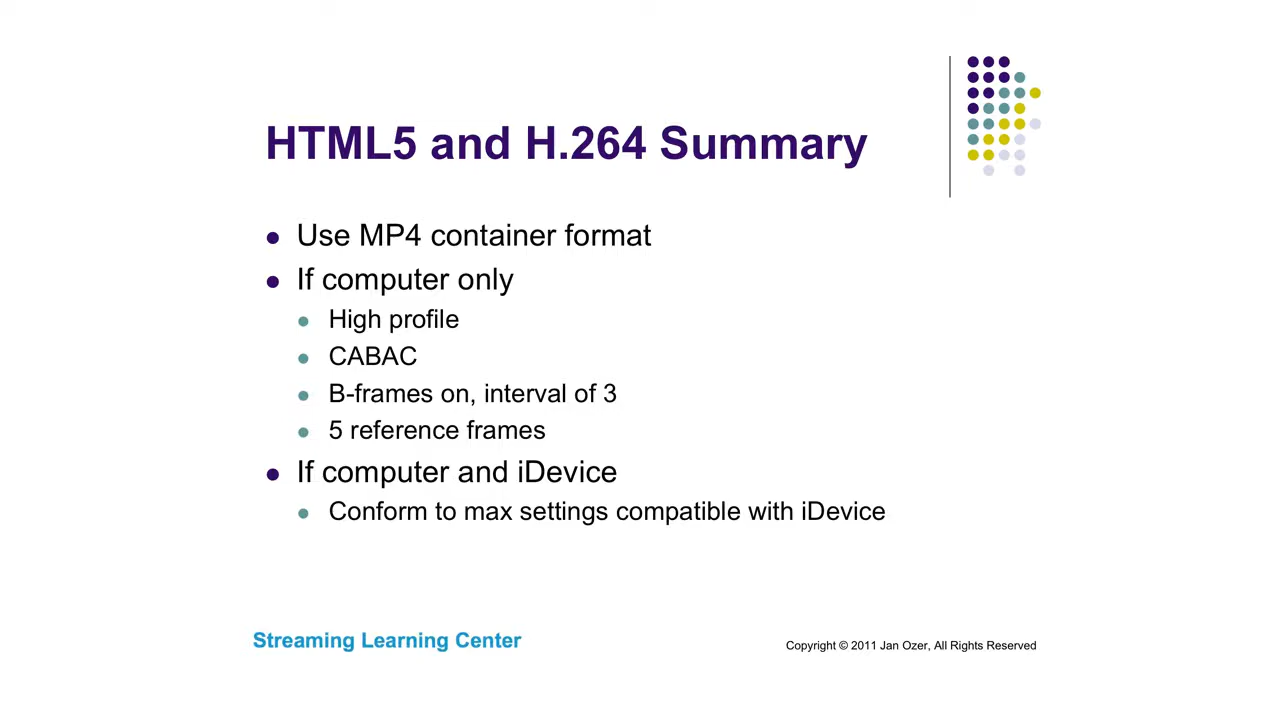 HTML5 and H.264 Summary
Use MP4 container format
If computer only
High profile
CABAC
B-frames on, interval of 3
5 reference frames
If computer and iDevice
Conform to max settings compatible with iDevice
Streaming Learning Center
Copyright © 2011 Jan Ozer, All Rights Reserved